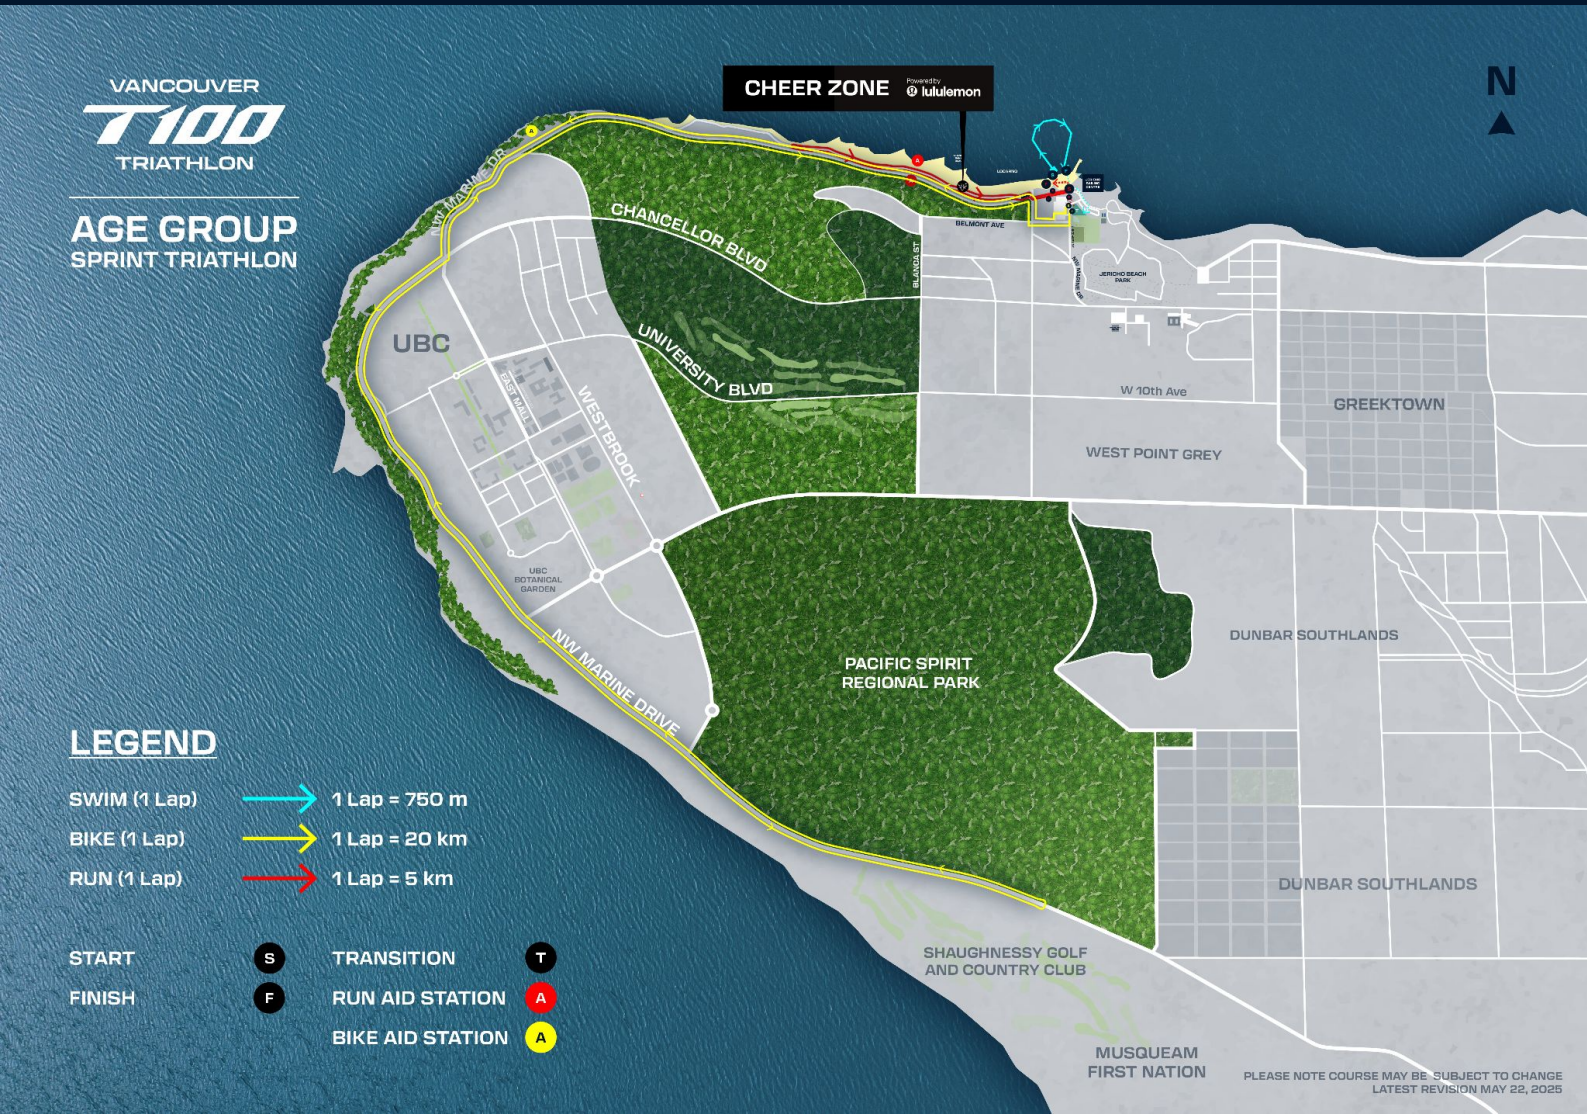 VANCOUVER
T100
TRIATHLON
AGE GROUP
SPRINT TRIATHLON
CHEER ZONE
Powered by
lululemon
N
A
NW MARINE DR
CHANCELLOR BLVD
A
LOCARNO
BELMONT AVE
BLANCA ST
NW MARINE DR
JERICHO BEACH
PARK
UBC
UNIVERSITY BLVD
EAST MALL
WESTBROOK
W 10th Ave
GREEKTOWN
WEST POINT GREY
UBC
BOTANICAL
GARDEN
NW MARINE DRIVE
PACIFIC SPIRIT
REGIONAL PARK
DUNBAR SOUTHLANDS
DUNBAR SOUTHLANDS
SHAUGHNESSY GOLF
AND COUNTRY CLUB
MUSQUEAM
FIRST NATION
LEGEND
SWIM (1 Lap) 1 Lap = 750 m
BIKE (1 Lap) 1 Lap = 20 km
RUN (1 Lap) 1 Lap = 5 km
START S TRANSITION T
FINISH F RUN AID STATION A
BIKE AID STATION A
PLEASE NOTE COURSE MAY BE SUBJECT TO CHANGE
LATEST REVISION MAY 22, 2025